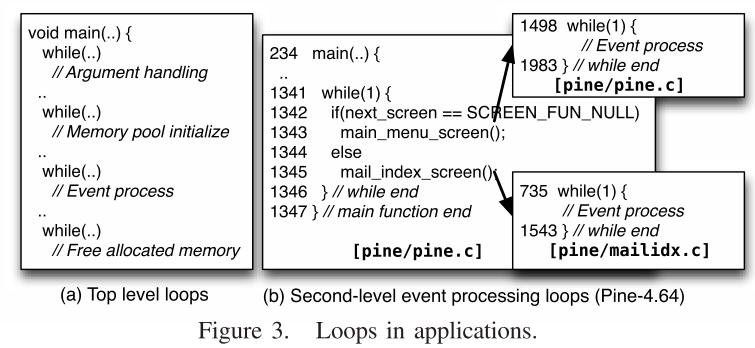 void main(..) {
while(..)
// Argument handling
..
while(..)
// Memory pool initialize
..
while(..)
// Event process
..
while(..)
// Free allocated memory
(a) Top level loops
234 main(..) {
..
1341 while(1) {
1342 if(next_screen == SCREEN_FUN_NULL)
1343 main_menu_screen();
1344 else
1345 mail_index_screen();
1346 } // while end
1347 } // main function end
[pine/pine.c]
1498 while(1) {
// Event process
1983 } // while end
[pine/pine.c]
735 while(1) {
// Event process
1543 } // while end
[pine/mailidx.c]
(b) Second-level event processing loops (Pine-4.64)
Figure 3. Loops in applications.